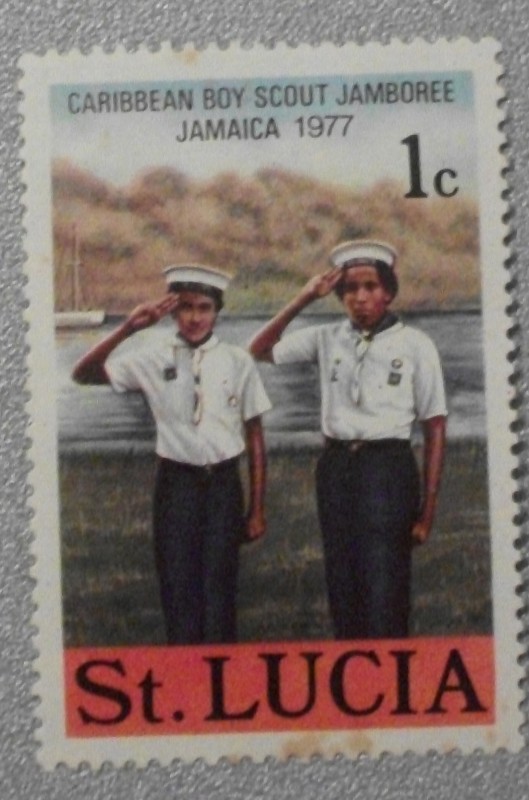 CARIBBEAN BOY SCOUT JAMBOREE
JAMAICA 1977
1c
St. LUCIA